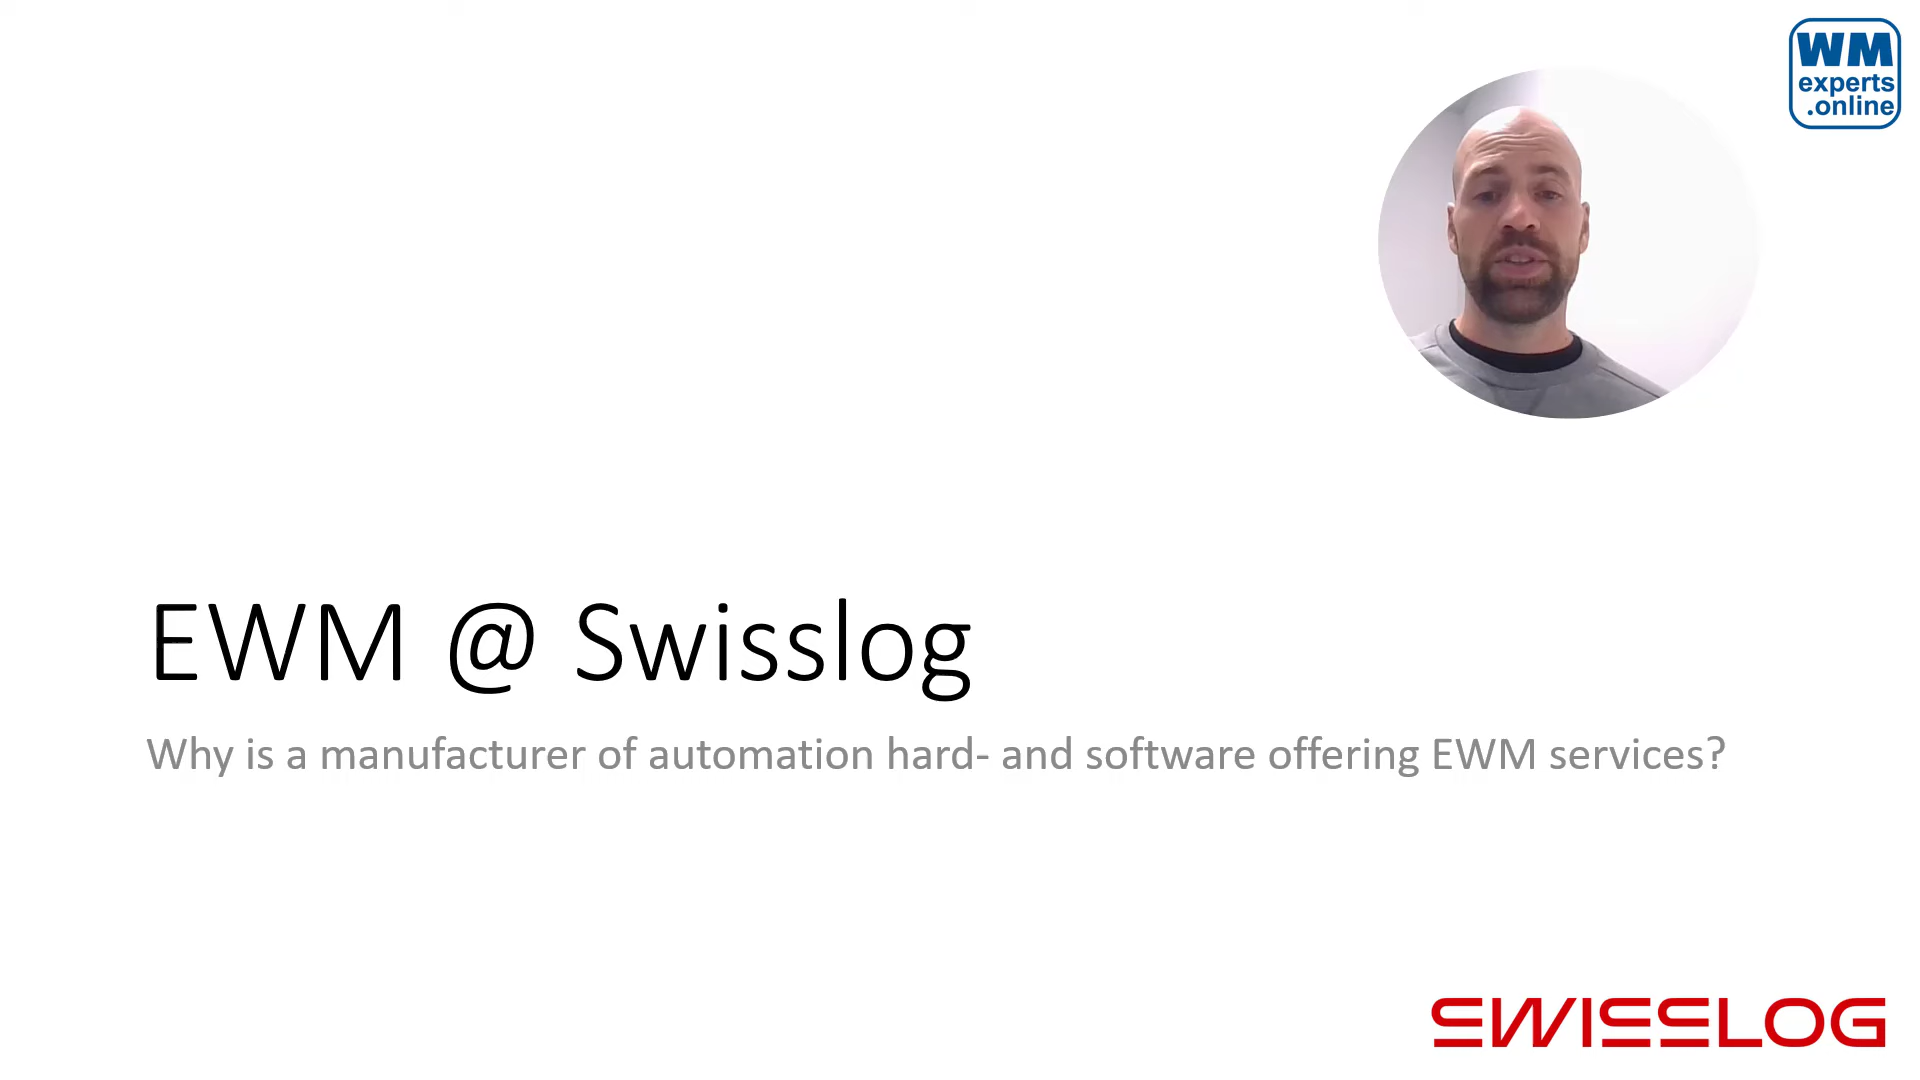 WM
experts
.online
EWM @ Swisslog
Why is a manufacturer of automation hard- and software offering EWM services?
SWISSLOG